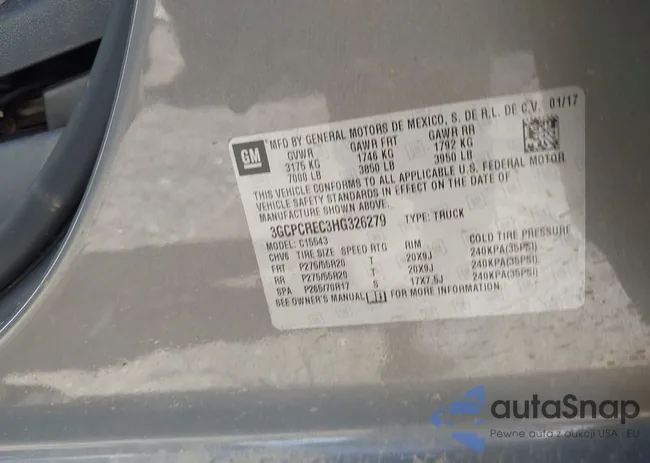 GM
MFD BY GENERAL MOTORS DE MEXICO, S. DE R.L. DE C.V. 01/17
GVWR GAWR FRT GAWR RR
3175 KG 1746 KG 1792 KG
7000 LB 3850 LB 3950 LB
THIS VEHICLE CONFORMS TO ALL APPLICABLE U.S. FEDERAL MOTOR
VEHICLE SAFETY STANDARDS IN EFFECT ON THE DATE OF
MANUFACTURE SHOWN ABOVE.
3GCPCREC3HG326279 TYPE: TRUCK
MODEL: C15543
CHV6 TIRE SIZE SPEED RTG RIM COLD TIRE PRESSURE
FRT P275/55R20 T 20X9J 240KPA(35PSI)
RR P275/55R20 T 20X9J 240KPA(35PSI)
SPA P265/70R17 S 17X7.5J 240KPA(35PSI)
SEE OWNER'S MANUAL FOR MORE INFORMATION.
autaSnap
Pewne auta z aukcji USA i EU